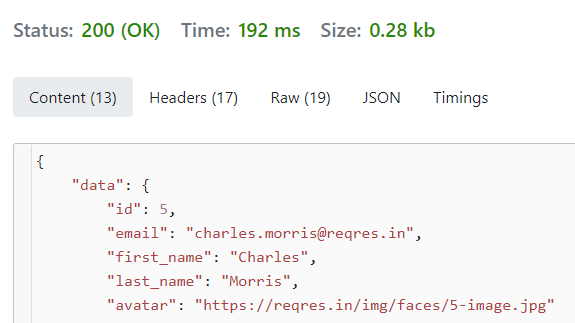 Status: 200 (OK) Time: 192 ms Size: 0.28 kb
Content (13) Headers (17) Raw (19) JSON Timings
{
"data": {
"id": 5,
"email": "charles.morris@reqres.in",
"first_name": "Charles",
"last_name": "Morris",
"avatar": "https://reqres.in/img/faces/5-image.jpg"